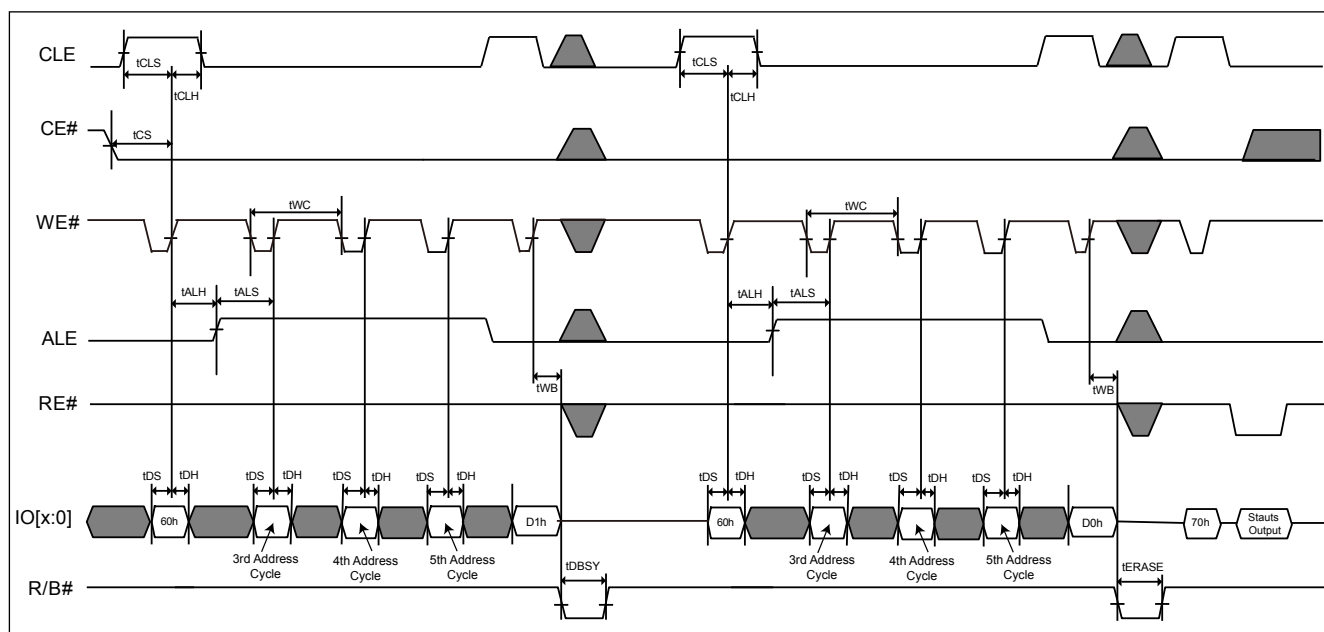 CLE
tCLS
tCLH
tCLS
tCLH
CE#
tCS
WE#
tWC
tWC
tALH
tALS
tALH
tALS
ALE
tWB
tWB
RE#
tDS
tDH
tDS
tDH
tDS
tDH
tDS
tDH
tDS
tDH
tDS
tDH
tDS
tDH
tDS
tDH
IO[x:0]
60h
D1h
60h
D0h
70h
Stauts
Output
3rd Address
Cycle
4th Address
Cycle
5th Address
Cycle
3rd Address
Cycle
4th Address
Cycle
5th Address
Cycle
R/B#
tDBSY
tERASE